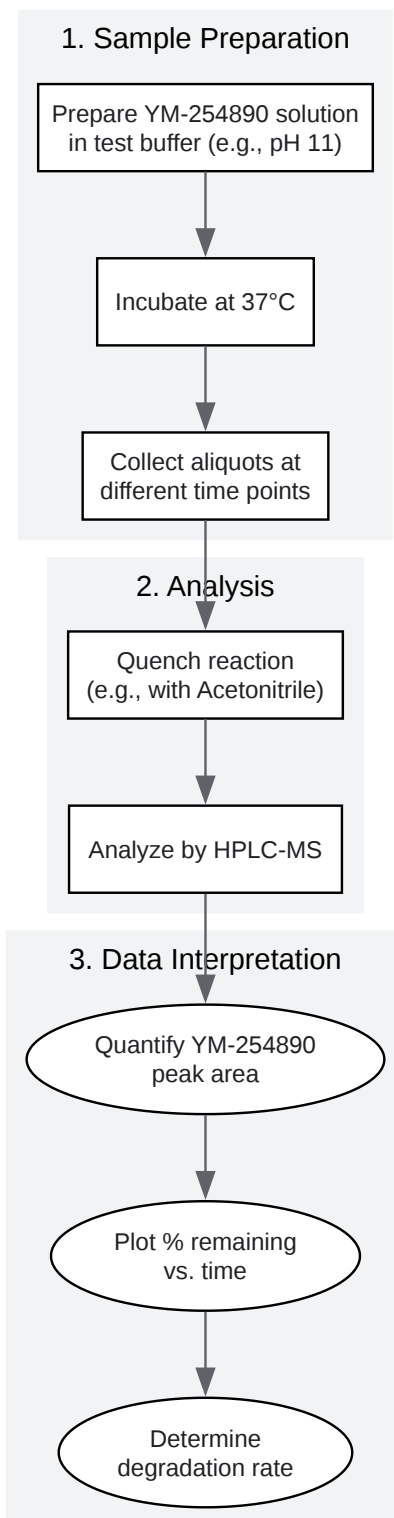 1. Sample Preparation
Prepare YM-254890 solution
in test buffer (e.g., pH 11)
Incubate at 37°C
Collect aliquots at
different time points
2. Analysis
Quench reaction
(e.g., with Acetonitrile)
Analyze by HPLC-MS
3. Data Interpretation
Quantify YM-254890
peak area
Plot % remaining
vs. time
Determine
degradation rate